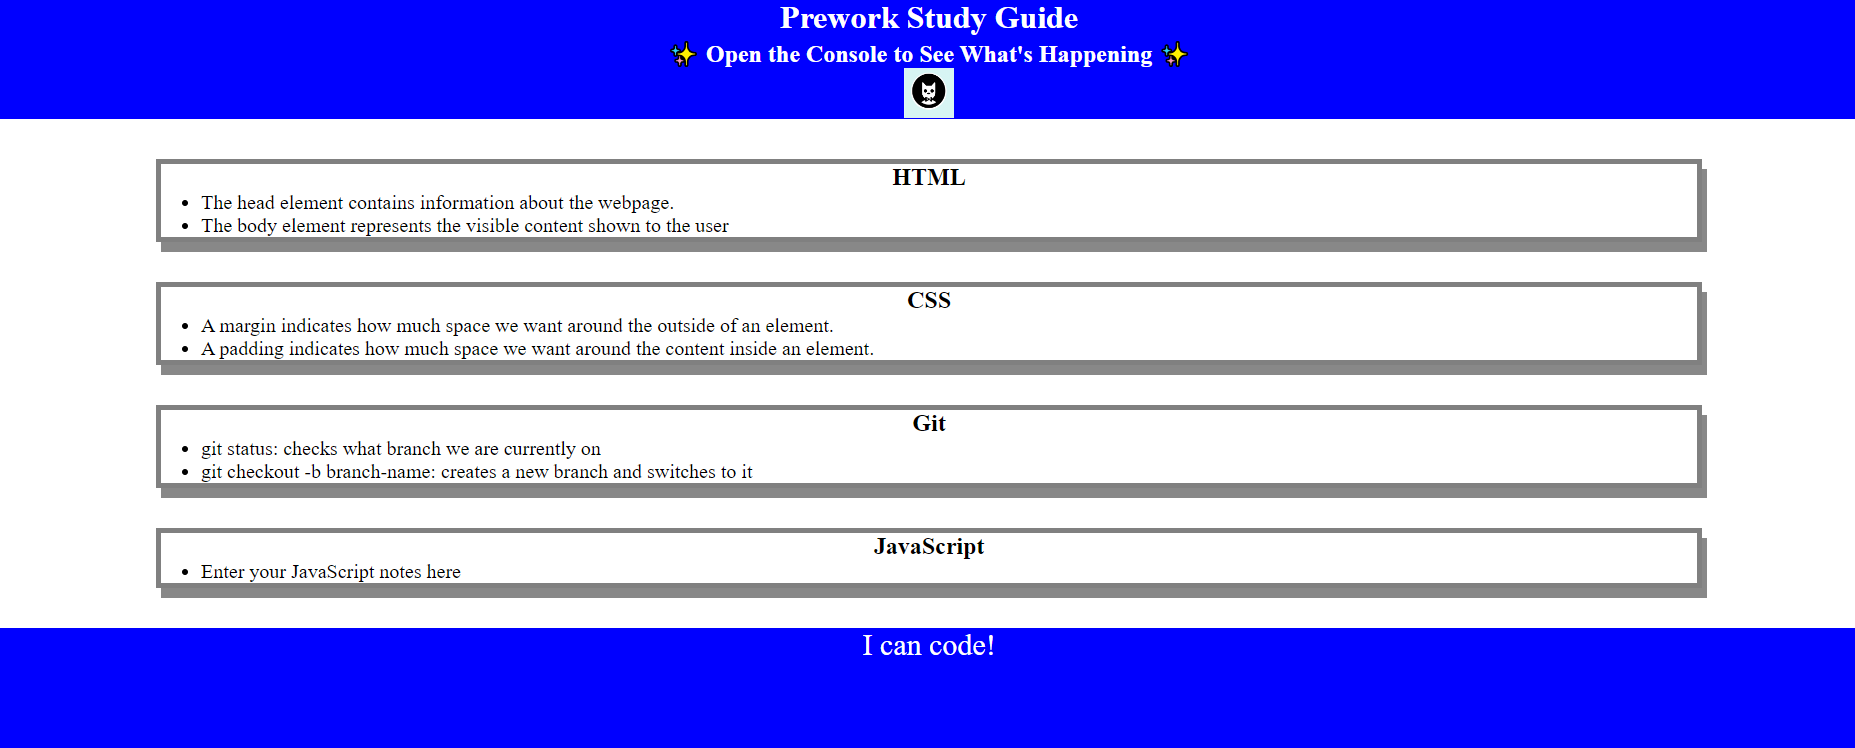 Prework Study Guide
✨ Open the Console to See What's Happening ✨
HTML
• The head element contains information about the webpage.
• The body element represents the visible content shown to the user
CSS
• A margin indicates how much space we want around the outside of an element.
• A padding indicates how much space we want around the content inside an element.
Git
• git status: checks what branch we are currently on
• git checkout -b branch-name: creates a new branch and switches to it
JavaScript
• Enter your JavaScript notes here
I can code!